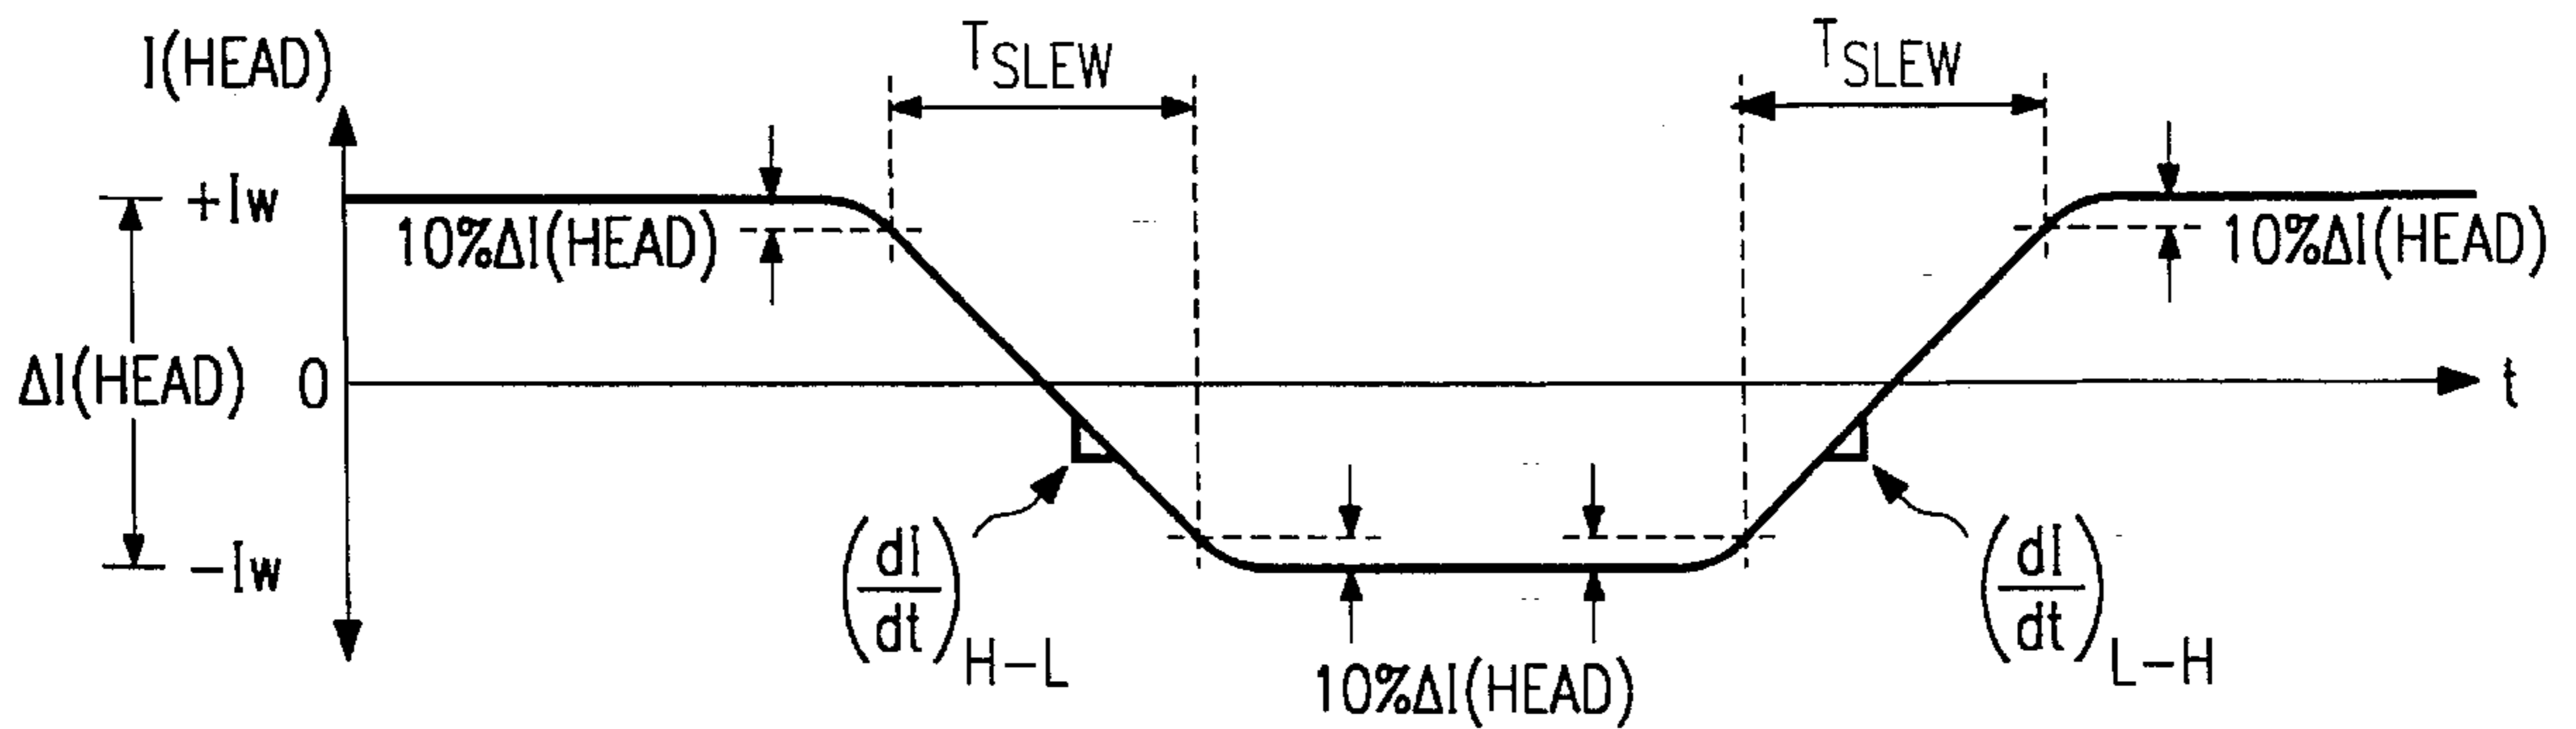 I(HEAD)
TSLEW
TSLEW
+Iw
10%ΔI(HEAD)
10%ΔI(HEAD)
ΔI(HEAD)
0
t
−Iw
(dI/dt)H−L
(dI/dt)L−H
10%ΔI(HEAD)